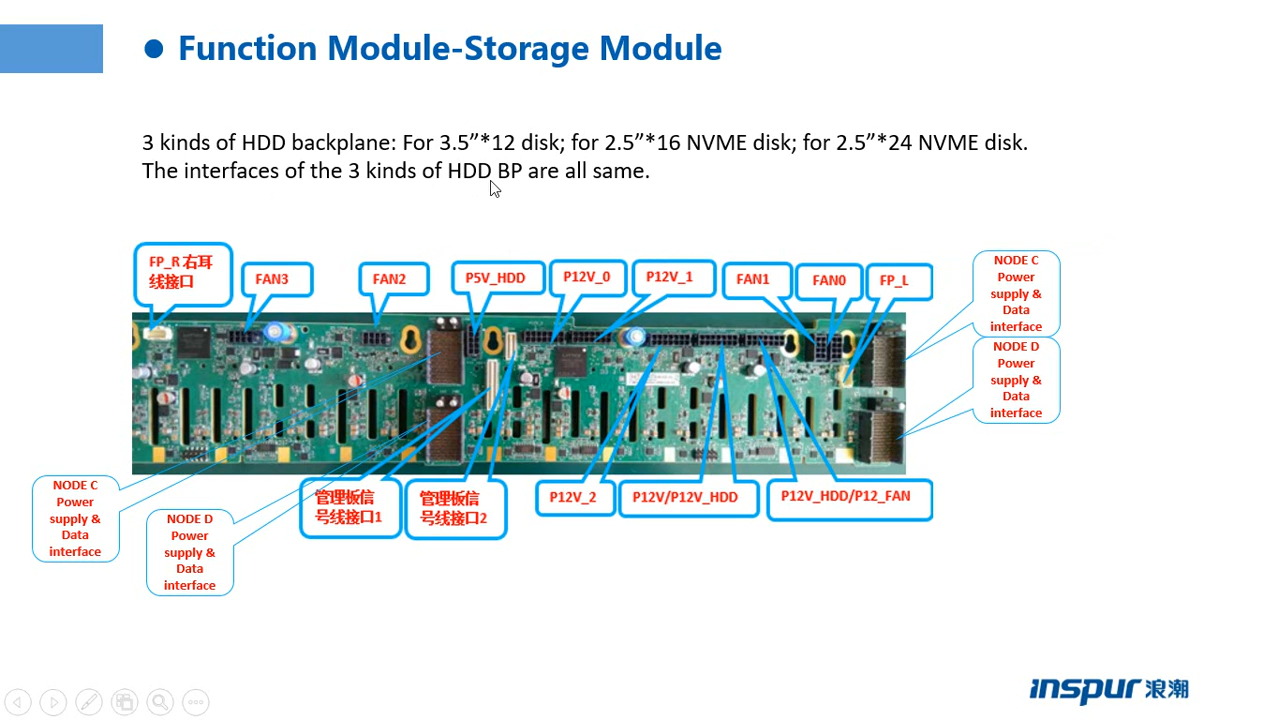 Function Module-Storage Module
3 kinds of HDD backplane: For 3.5”*12 disk; for 2.5”*16 NVME disk; for 2.5”*24 NVME disk.
The interfaces of the 3 kinds of HDD BP are all same.
FP_R 右耳
线接口
FAN3
FAN2
P5V_HDD
P12V_0
P12V_1
FAN1
FAN0
FP_L
NODE C
Power
supply &
Data
interface
NODE D
Power
supply &
Data
interface
NODE C
Power
supply &
Data
interface
NODE D
Power
supply &
Data
interface
管理板信
号线接口1
管理板信
号线接口2
P12V_2
P12V/P12V_HDD
P12V_HDD/P12_FAN
inspur 浪潮